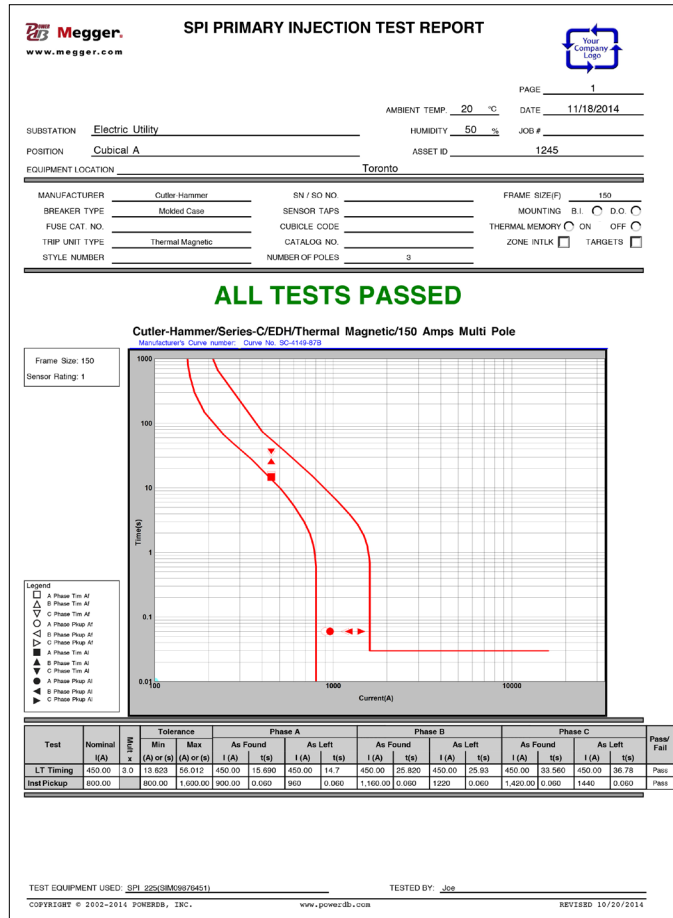 PowerDB Megger.
www.megger.com
SPI PRIMARY INJECTION TEST REPORT
Your
Company
Logo
PAGE 1
AMBIENT TEMP. 20 °C DATE 11/18/2014
SUBSTATION Electric Utility HUMIDITY 50 % JOB #
POSITION Cubical A ASSET ID 1245
EQUIPMENT LOCATION Toronto
MANUFACTURER Cutler-Hammer SN / SO NO. FRAME SIZE(F) 150
BREAKER TYPE Molded Case SENSOR TAPS MOUNTING B.I. D.O.
FUSE CAT. NO. CUBICLE CODE THERMAL MEMORY ON OFF
TRIP UNIT TYPE Thermal Magnetic CATALOG NO. ZONE INTLK TARGETS
STYLE NUMBER NUMBER OF POLES 3
ALL TESTS PASSED
Cutler-Hammer/Series-C/EDH/Thermal Magnetic/150 Amps Multi Pole
Manufacturer's Curve number: Curve No. SC-4149-87B
Frame Size: 150
Sensor Rating: 1
1000
100
10
1
0.1
0.01
Time(s)
100 1000 10000
Current(A)
Legend
A Phase Tim Af
B Phase Tim Af
C Phase Tim Af
A Phase Pkup Af
B Phase Pkup Af
C Phase Pkup Af
A Phase Tim Al
B Phase Tim Al
C Phase Tim Al
A Phase Pkup Al
B Phase Pkup Al
C Phase Pkup Al
Tolerance Phase A Phase B Phase C
Test Nominal Mult Min Max As Found As Left As Found As Left As Found As Left Pass/
Fail
I(A) x (A) or (s) (A) or (s) I (A) t(s) I (A) t(s) I (A) t(s) I (A) t(s) I (A) t(s) I (A) t(s)
LT Timing 450.00 3.0 13.623 56.012 450.00 15.690 450.00 14.7 450.00 25.820 450.00 25.93 450.00 33.560 450.00 36.78 Pass
Inst Pickup 800.00 800.00 1,600.00 900.00 0.060 960 0.060 1,160.00 0.060 1220 0.060 1,420.00 0.060 1440 0.060 Pass
TEST EQUIPMENT USED: SPI 225(SIM09876451) TESTED BY: Joe
COPYRIGHT © 2002-2014 POWERDB, INC. www.powerdb.com REVISED 10/20/2014